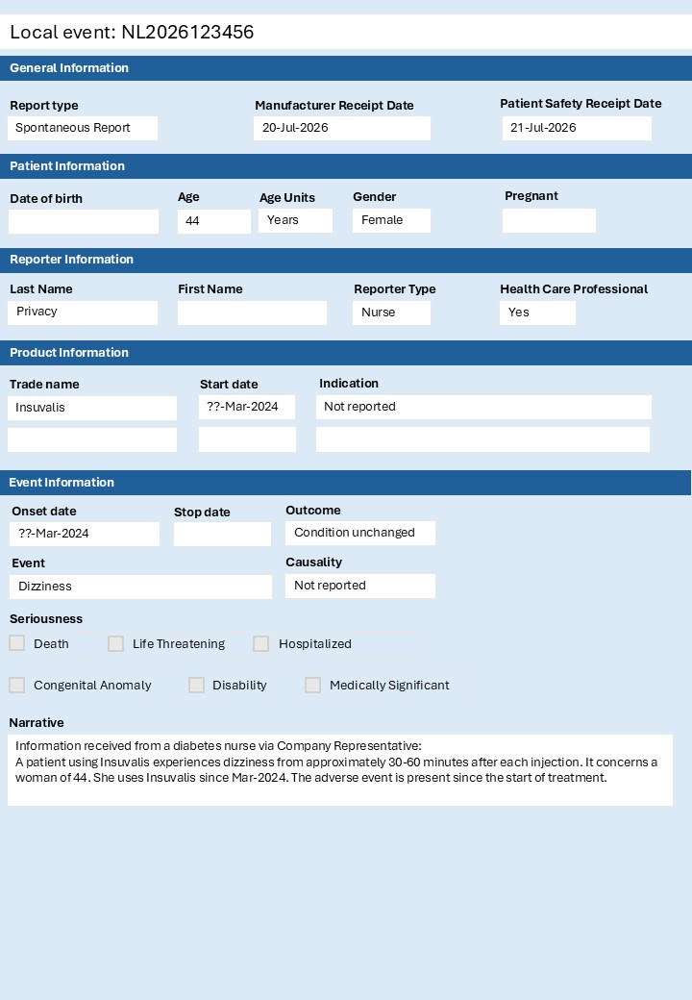 Local event: NL2026123456
General Information
Report type Manufacturer Receipt Date Patient Safety Receipt Date
Spontaneous Report 20-Jul-2026 21-Jul-2026
Patient Information
Date of birth Age Age Units Gender Pregnant
44 Years Female
Reporter Information
Last Name First Name Reporter Type Health Care Professional
Privacy Nurse Yes
Product Information
Trade name Start date Indication
Insuvalis ??-Mar-2024 Not reported
Event Information
Onset date Stop date Outcome
??-Mar-2024 Condition unchanged
Event Causality
Dizziness Not reported
Seriousness
Death Life Threatening Hospitalized
Congenital Anomaly Disability Medically Significant
Narrative
Information received from a diabetes nurse via Company Representative:
A patient using Insuvalis experiences dizziness from approximately 30-60 minutes after each injection. It concerns a
woman of 44. She uses Insuvalis since Mar-2024. The adverse event is present since the start of treatment.